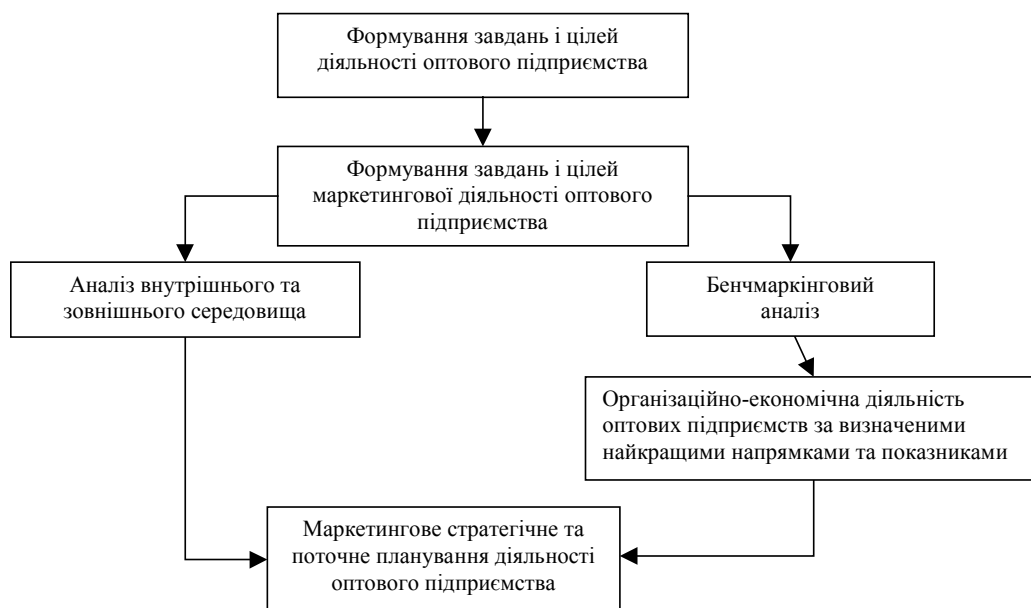 Формування завдань і цілей
діяльності оптового підприємства
Формування завдань і цілей
маркетингової діяльності оптового
підприємства
Аналіз внутрішнього та
зовнішнього середовища
Бенчмаркінговий
аналіз
Організаційно-економічна діяльність
оптових підприємств за визначеними
найкращими напрямками та показниками
Маркетингове стратегічне та
поточне планування діяльності
оптового підприємства